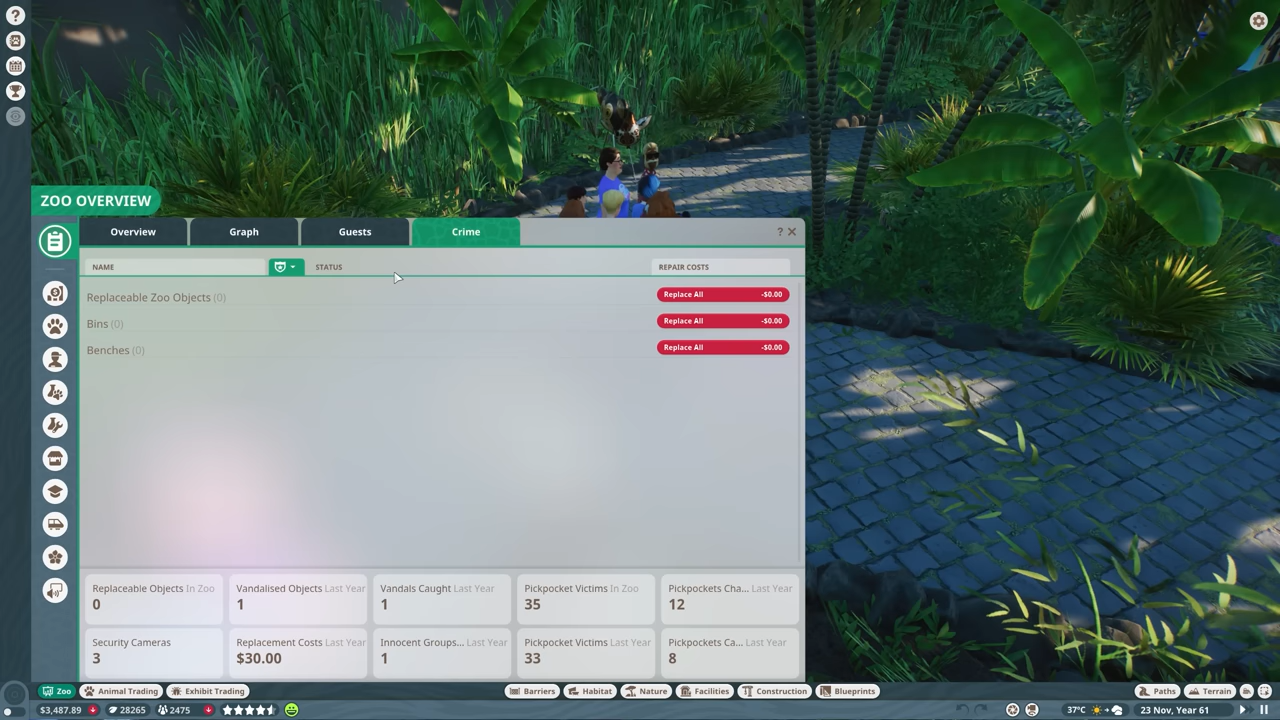 ZOO OVERVIEW
Overview Graph Guests Crime ? ×
NAME STATUS REPAIR COSTS
Replaceable Zoo Objects (0) Replace All -$0.00
Bins (0) Replace All -$0.00
Benches (0) Replace All -$0.00
Replaceable Objects In Zoo Vandalised Objects Last Year Vandals Caught Last Year Pickpocket Victims In Zoo Pickpockets Cha... Last Year
0 1 1 35 12
Security Cameras Replacement Costs Last Year Innocent Groups... Last Year Pickpocket Victims Last Year Pickpockets Ca... Last Year
3 $30.00 1 33 8
Zoo Animal Trading Exhibit Trading Barriers Habitat Nature Facilities Construction Blueprints Paths Terrain
$3,487.89 28265 2475 37°C 23 Nov, Year 61